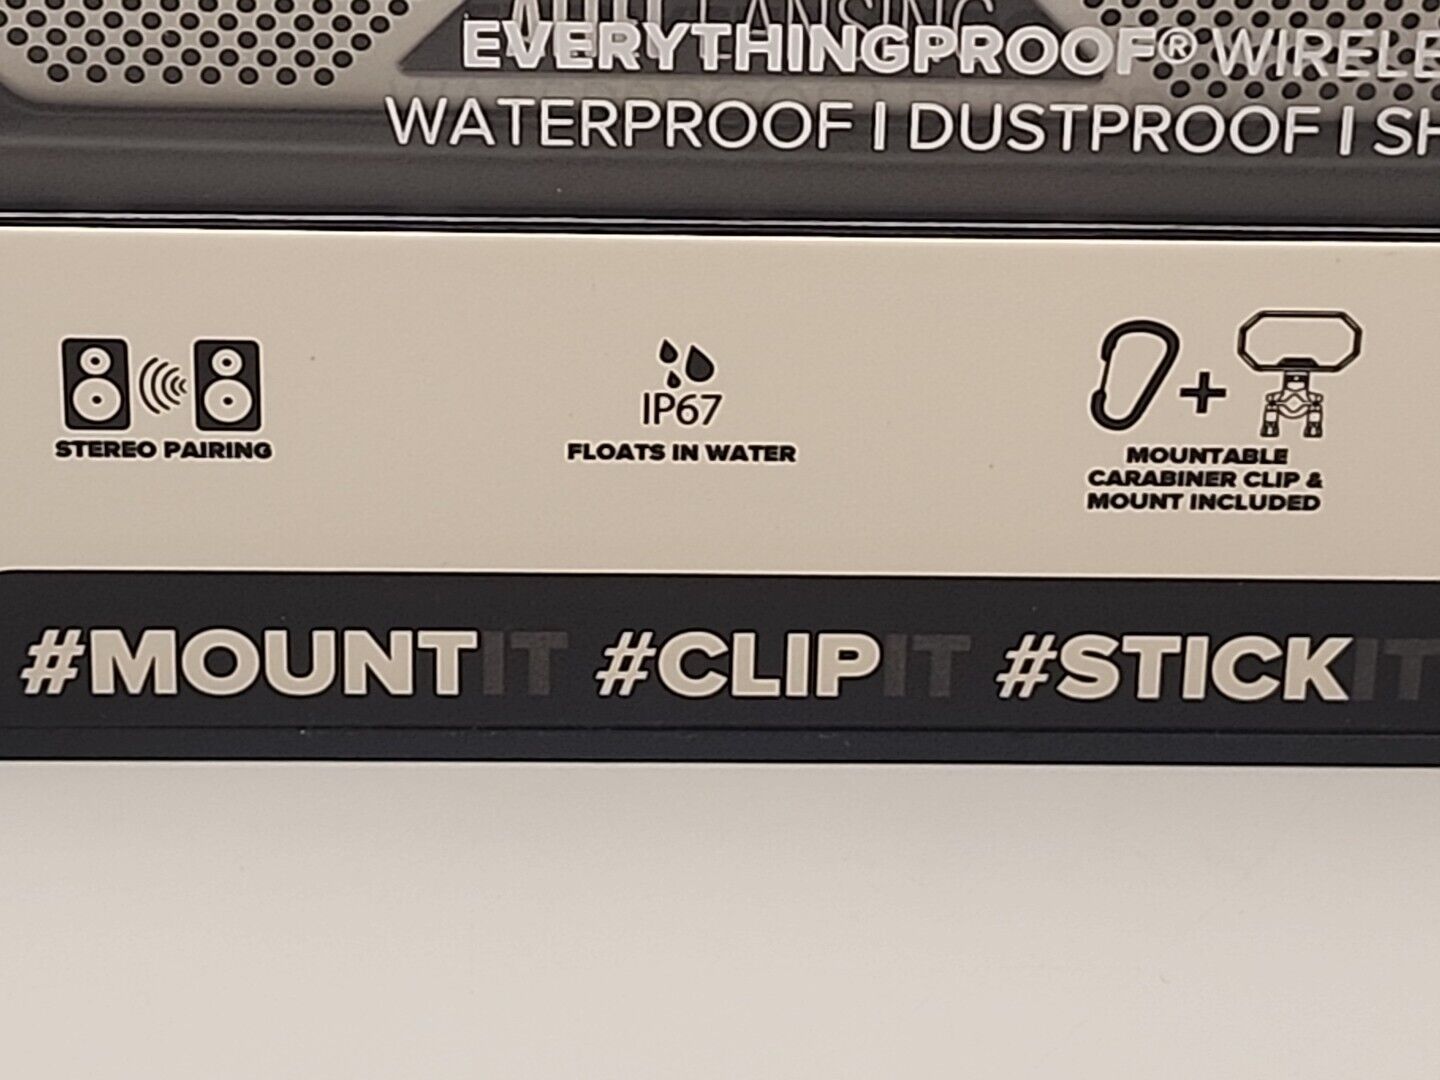 EVERYTHINGPROOF® WIRELE
WATERPROOF | DUSTPROOF | SH
STEREO PAIRING
IP67
FLOATS IN WATER
+
MOUNTABLE
CARABINER CLIP &
MOUNT INCLUDED
#MOUNTIT #CLIPIT #STICKIT